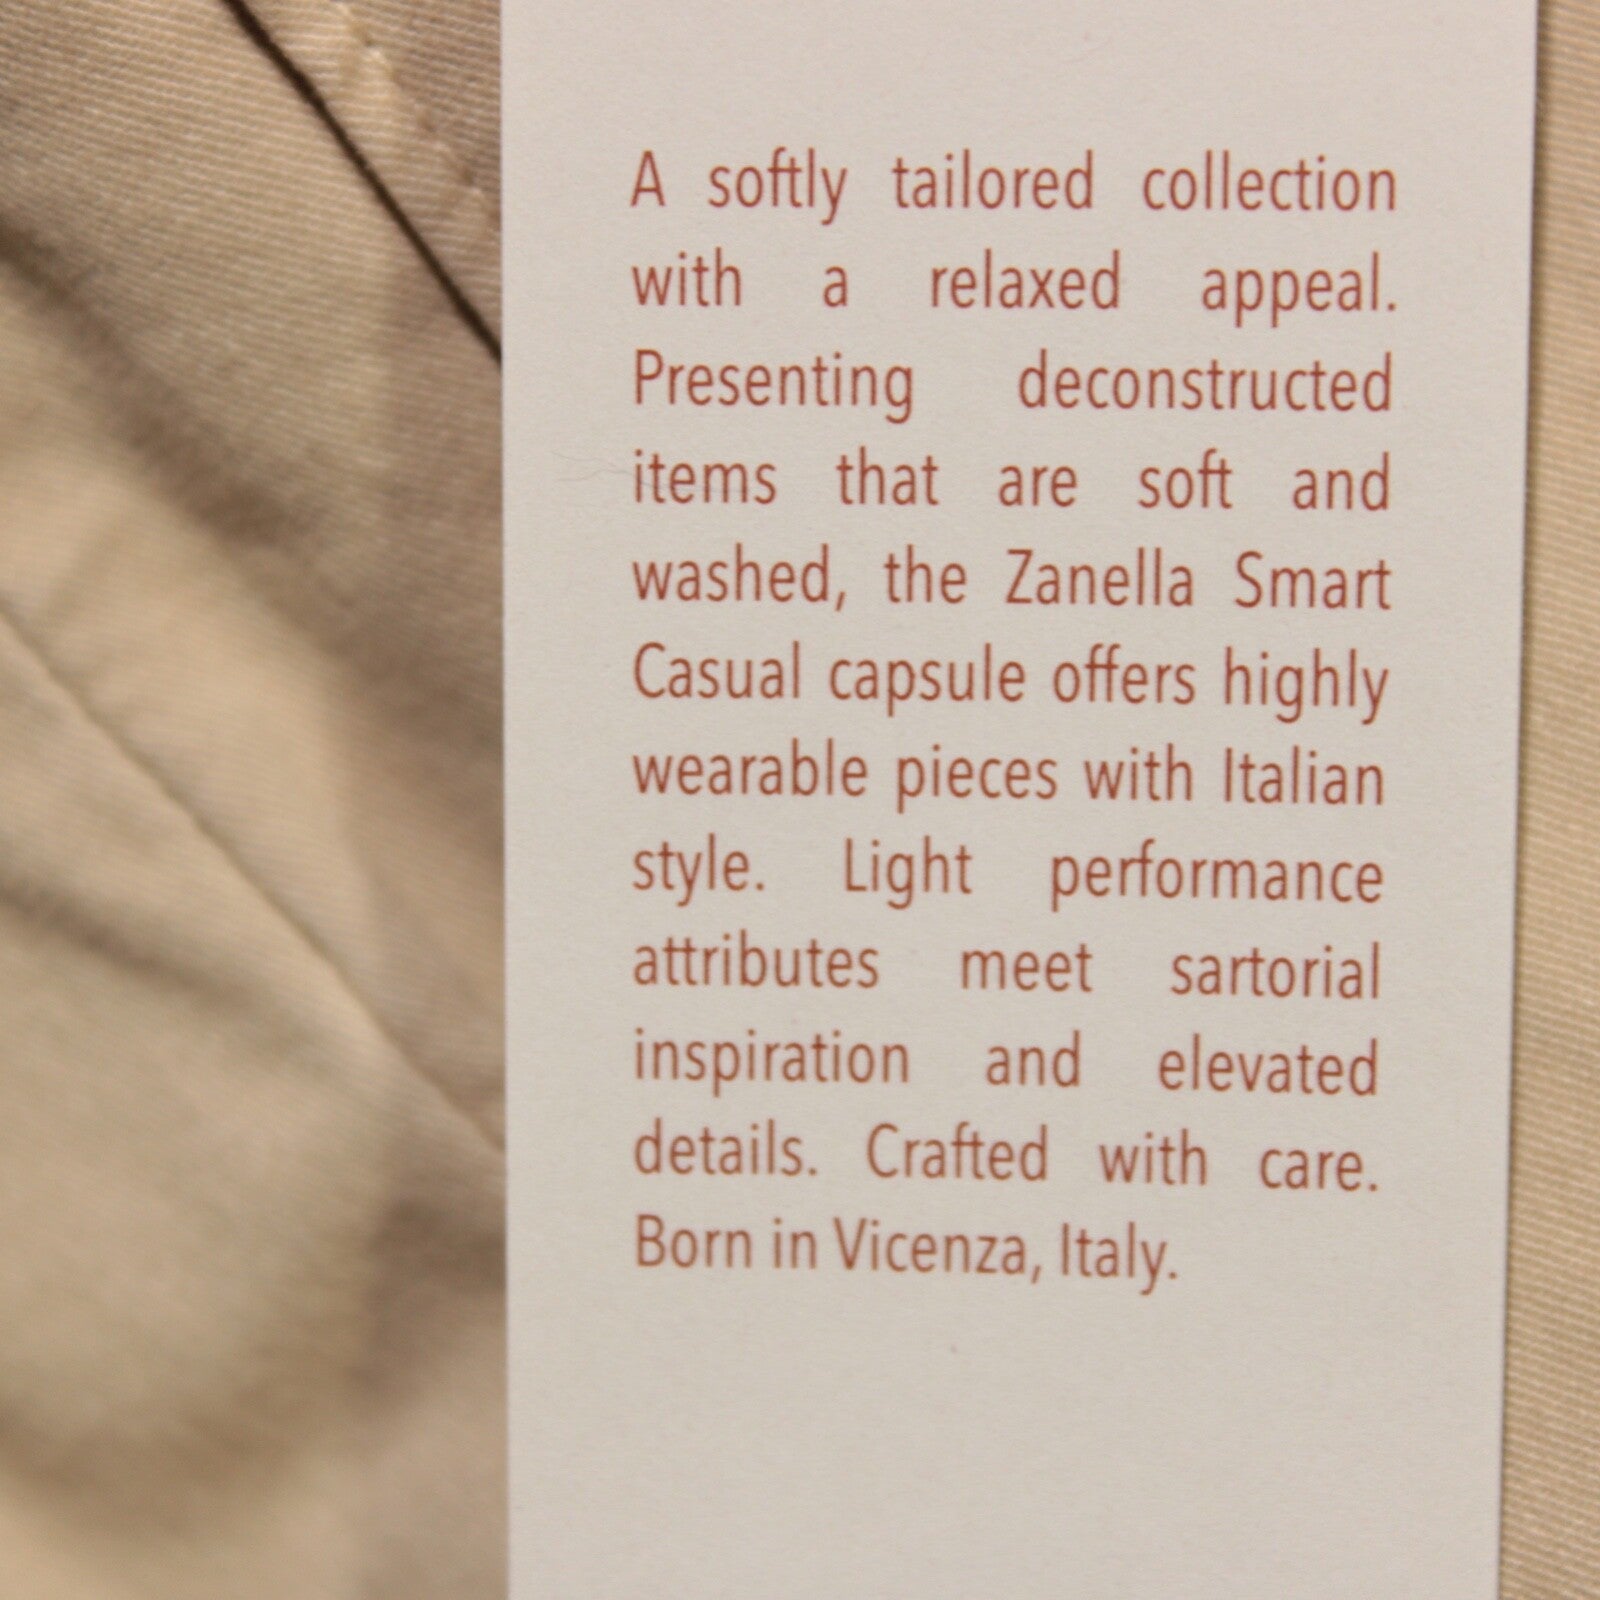 A softly tailored collection
with a relaxed appeal.
Presenting deconstructed
items that are soft and
washed, the Zanella Smart
Casual capsule offers highly
wearable pieces with Italian
style. Light performance
attributes meet sartorial
inspiration and elevated
details. Crafted with care.
Born in Vicenza, Italy.